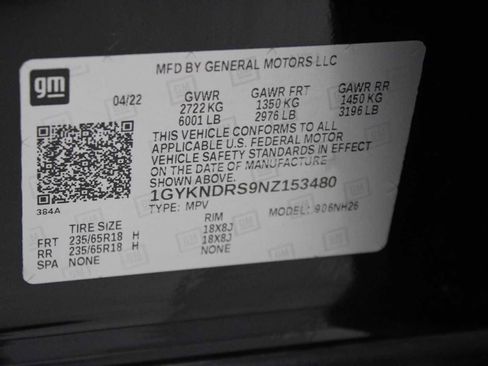 gm
MFD BY GENERAL MOTORS LLC
04/22 GVWR GAWR FRT GAWR RR
2722 KG 1350 KG 1450 KG
6001 LB 2976 LB 3196 LB
THIS VEHICLE CONFORMS TO ALL
APPLICABLE U.S. FEDERAL MOTOR
VEHICLE SAFETY STANDARDS IN EFFECT
ON THE DATE OF MANUFACTURE
SHOWN ABOVE.
1GYKNDRS9NZ153480
384A
TYPE: MPV MODEL: 906NH26
TIRE SIZE RIM
FRT 235/65R18 H 18X8J
RR 235/65R18 H 18X8J
SPA NONE NONE